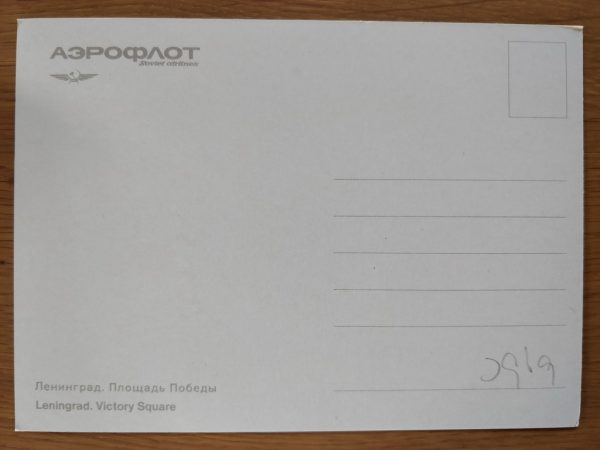 АЭРОФЛОТ
Soviet airlines
Ленинград. Площадь Победы
Leningrad. Victory Square